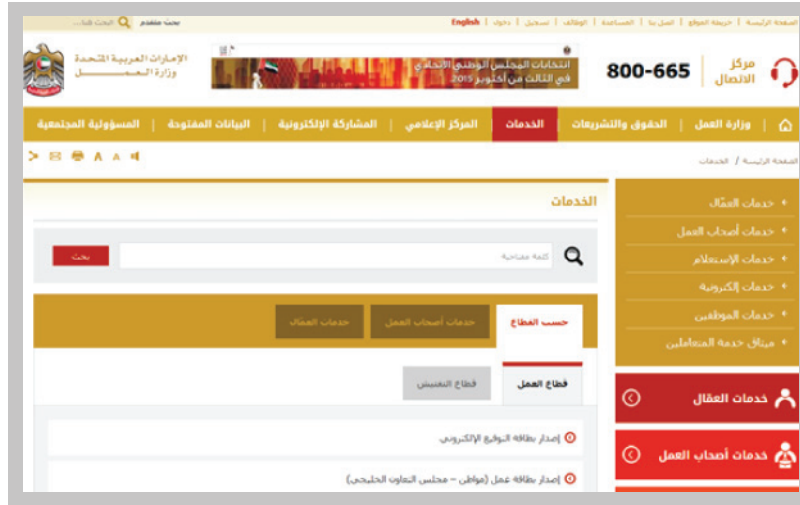 الصفحة الرئيسة | خريطة الموقع | اتصل بنا | المساعدة | الوظائف | تسجيل | دخول | English
بحث متقدم
البحث هنا...
مركز
الاتصال
800-665
انتخابات المجلس الوطني الاتحادي
في الثالث من أكتوبر 2015
الإمارات العربية المتحدة
وزارة العمل
وزارة العمل | الحقوق والتشريعات | الخدمات | المركز الإعلامي | المشاركة الإلكترونية | البيانات المفتوحة | المسؤولية المجتمعية
A A
الصفحة الرئيسة / الخدمات
خدمات العمّال
خدمات أصحاب العمل
خدمات الإستعلام
خدمات إلكترونية
خدمات الموظفين
ميثاق خدمة المتعاملين
خدمات العمّال
خدمات أصحاب العمل
الخدمات
كلمة مفتاحية
بحث
حسب القطاع
خدمات أصحاب العمل
خدمات العمّال
قطاع العمل
قطاع التفتيش
إصدار بطاقة التوقيع الإلكتروني
إصدار بطاقة عمل (مواطن – مجلس التعاون الخليجي)